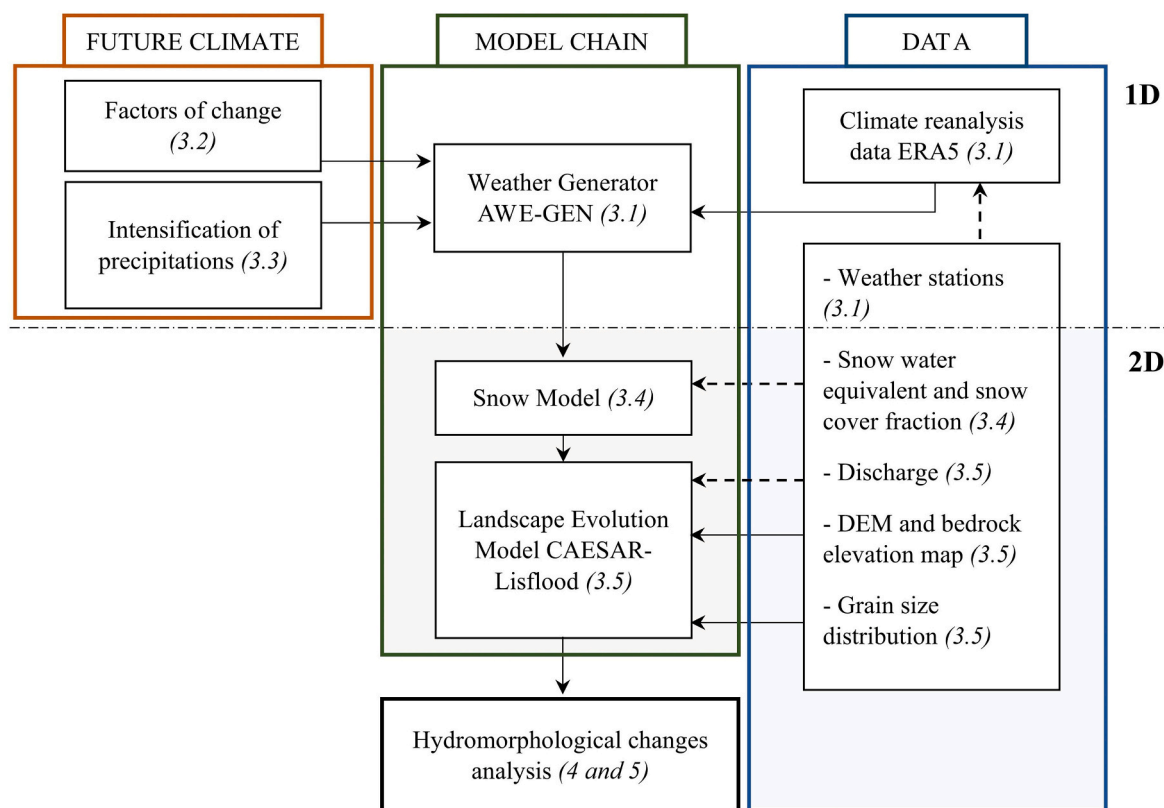 FUTURE CLIMATE
Factors of change
(3.2)
Intensification of
precipitations (3.3)
MODEL CHAIN
Weather Generator
AWE-GEN (3.1)
Snow Model (3.4)
Landscape Evolution
Model CAESAR-
Lisflood (3.5)
Hydromorphological changes
analysis (4 and 5)
DATA
Climate reanalysis
data ERA5 (3.1)
- Weather stations
(3.1)
- Snow water
equivalent and snow
cover fraction (3.4)
- Discharge (3.5)
- DEM and bedrock
elevation map (3.5)
- Grain size
distribution (3.5)
1D
2D